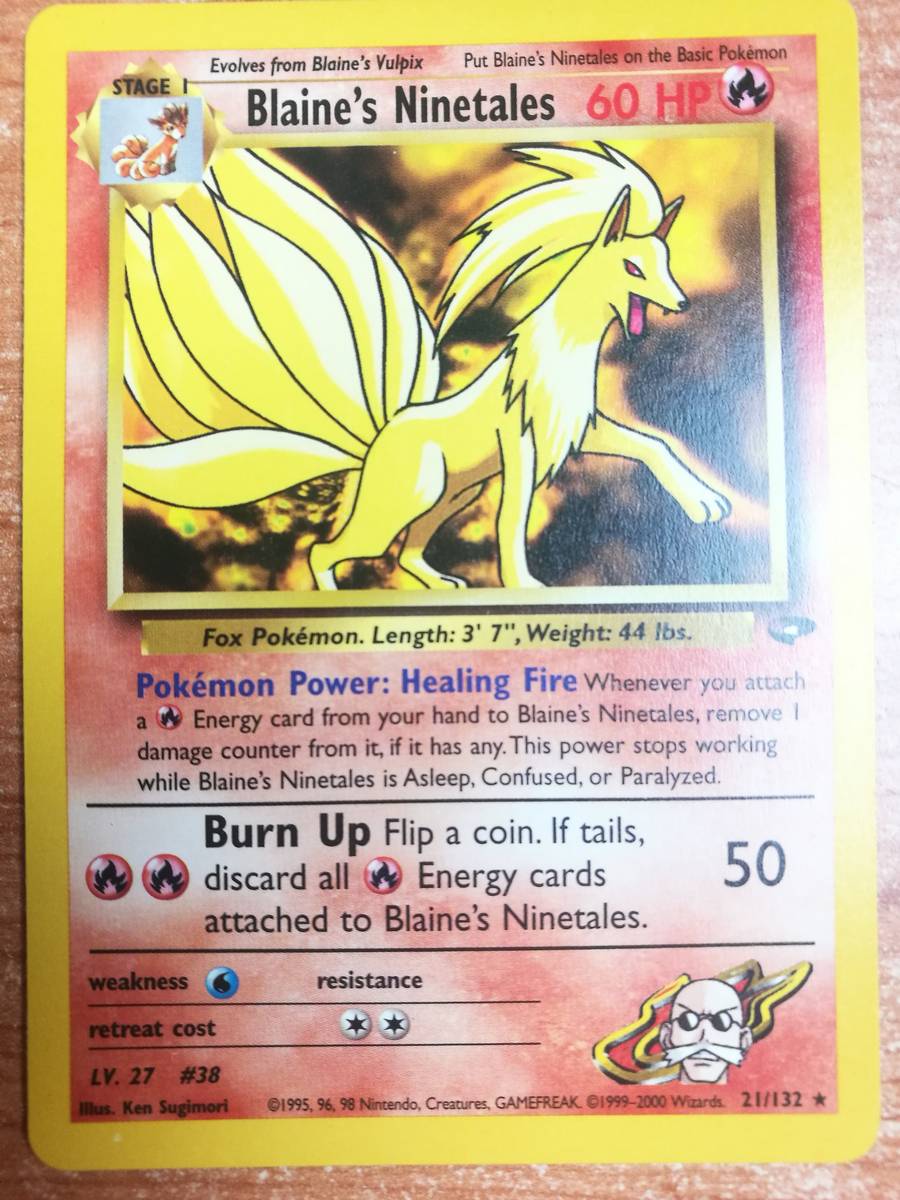 Evolves from Blaine's Vulpix Put Blaine's Ninetales on the Basic Pokémon
STAGE 1
Blaine's Ninetales 60 HP
Fox Pokémon. Length: 3' 7", Weight: 44 lbs.
Pokémon Power: Healing Fire Whenever you attach
a Energy card from your hand to Blaine's Ninetales, remove 1
damage counter from it, if it has any. This power stops working
while Blaine's Ninetales is Asleep, Confused, or Paralyzed.
Burn Up Flip a coin. If tails,
discard all Energy cards 50
attached to Blaine's Ninetales.
weakness resistance
retreat cost
LV. 27 #38
Illus. Ken Sugimori ©1995, 96, 98 Nintendo, Creatures, GAMEFREAK. ©1999-2000 Wizards. 21/132 ★